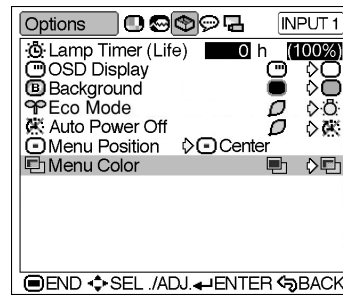 Options INPUT 1
Lamp Timer (Life) 0 h (100%)
OSD Display
B Background
Eco Mode
Auto Power Off
Menu Position Center
Menu Color
END SEL ./ADJ. ENTER BACK